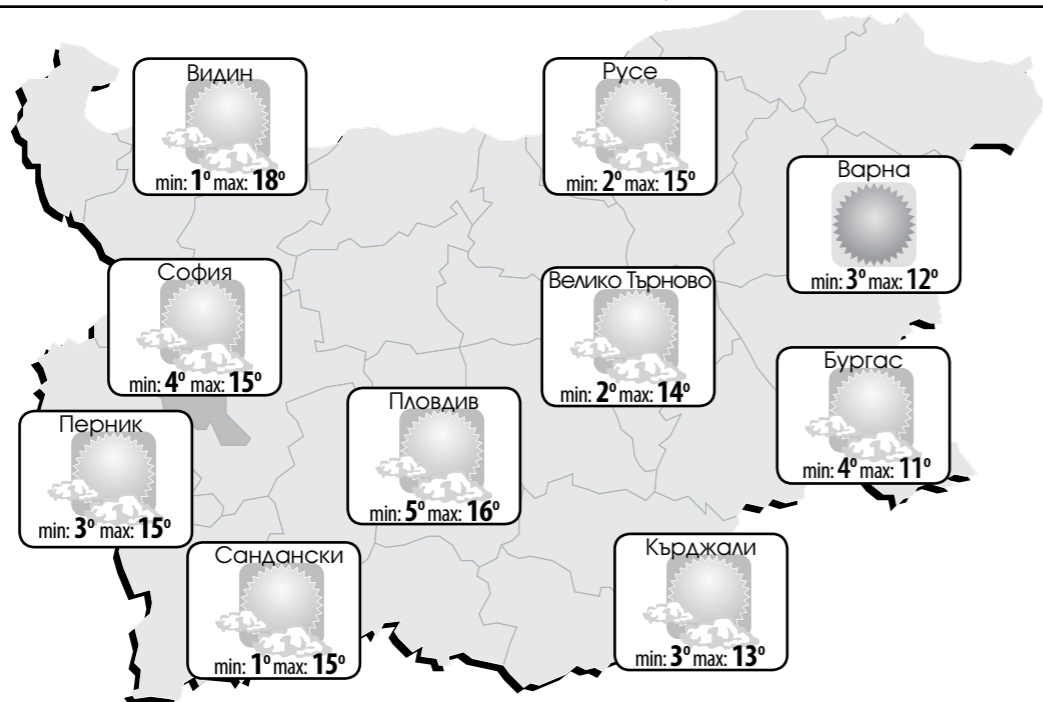 Видин
min: 1° max: 18°
Русе
min: 2° max: 15°
Варна
min: 3° max: 12°
София
min: 4° max: 15°
Велико Търново
min: 2° max: 14°
Бургас
min: 4° max: 11°
Перник
min: 3° max: 15°
Пловдив
min: 5° max: 16°
Сандански
min: 1° max: 15°
Кърджали
min: 3° max: 13°